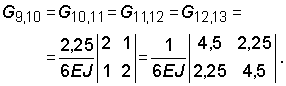 G9,10 = G10,11 = G11,12 = G12,13 =
= 2,25/6EJ |2 1; 1 2| = 1/6EJ |4,5 2,25; 2,25 4,5| .